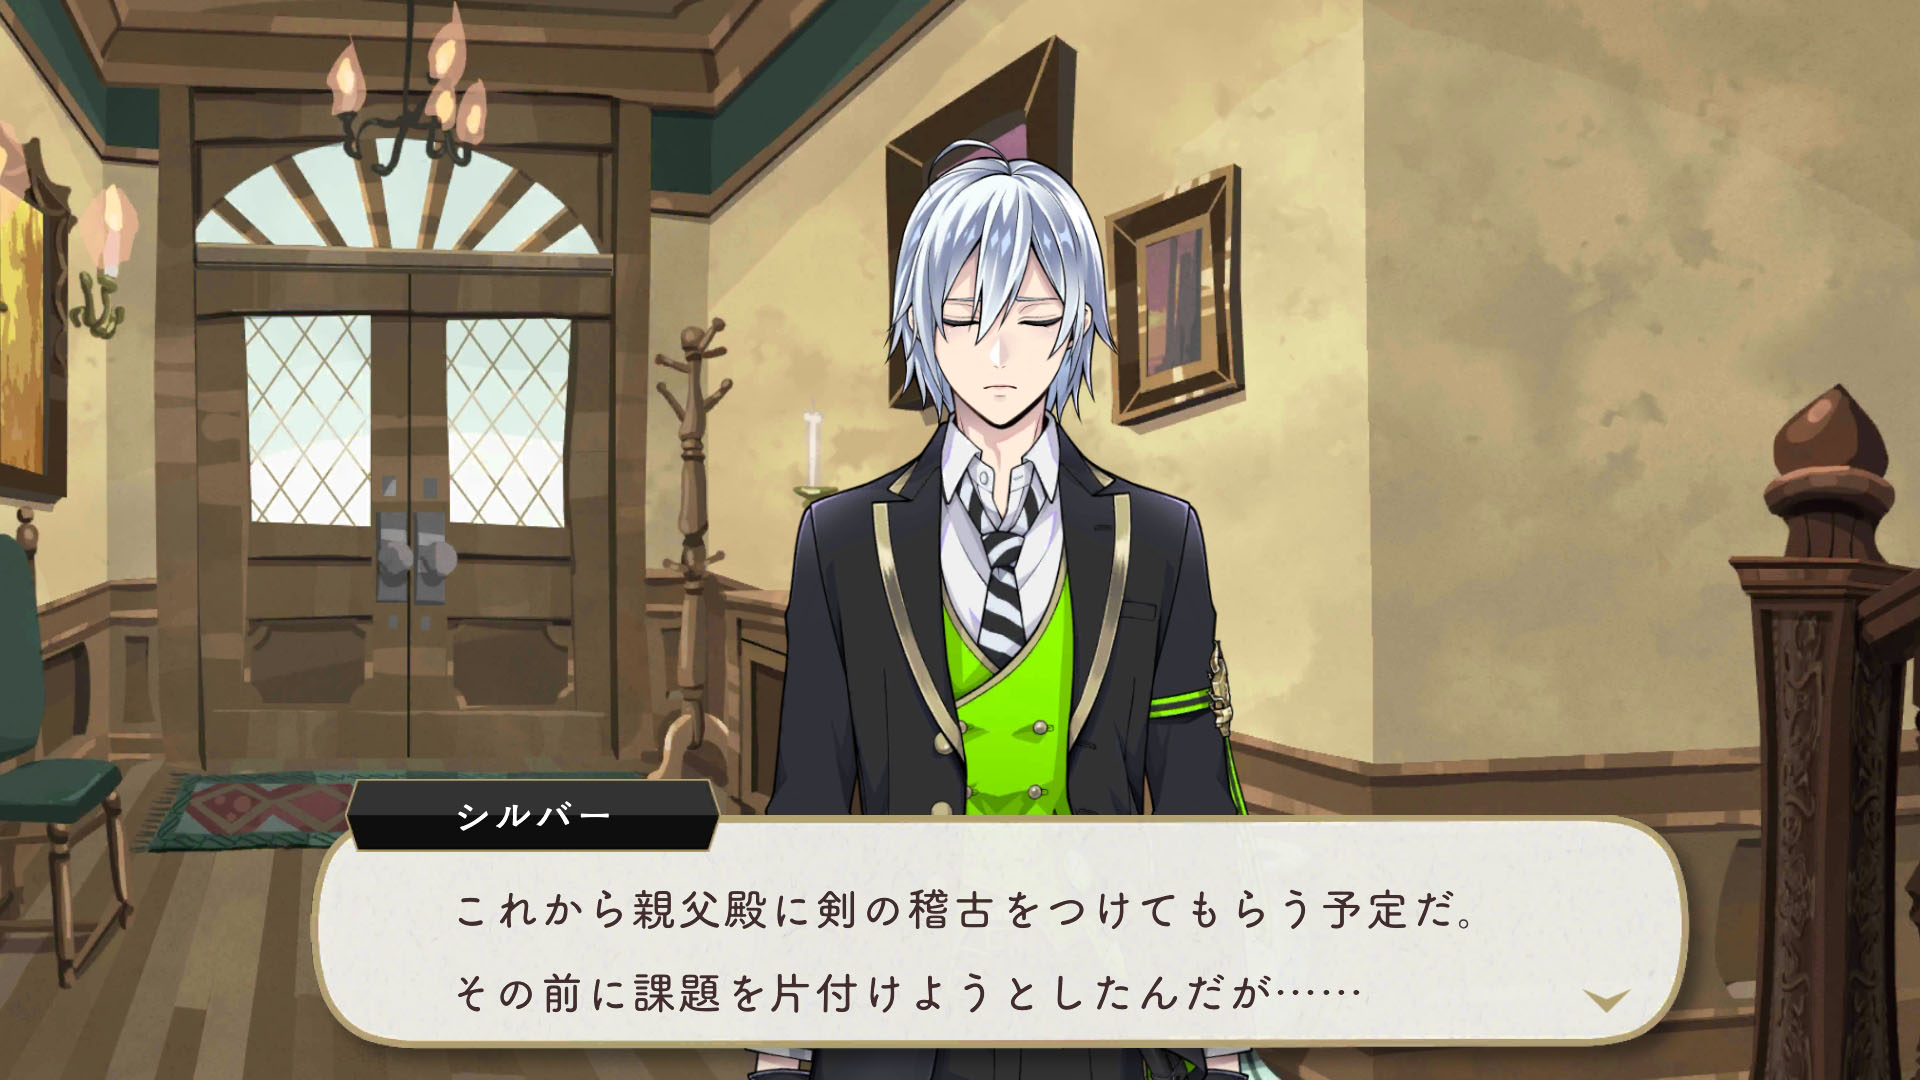 シルバー
これから親父殿に剣の稽古をつけてもらう予定だ。
その前に課題を片付けようとしたんだが……